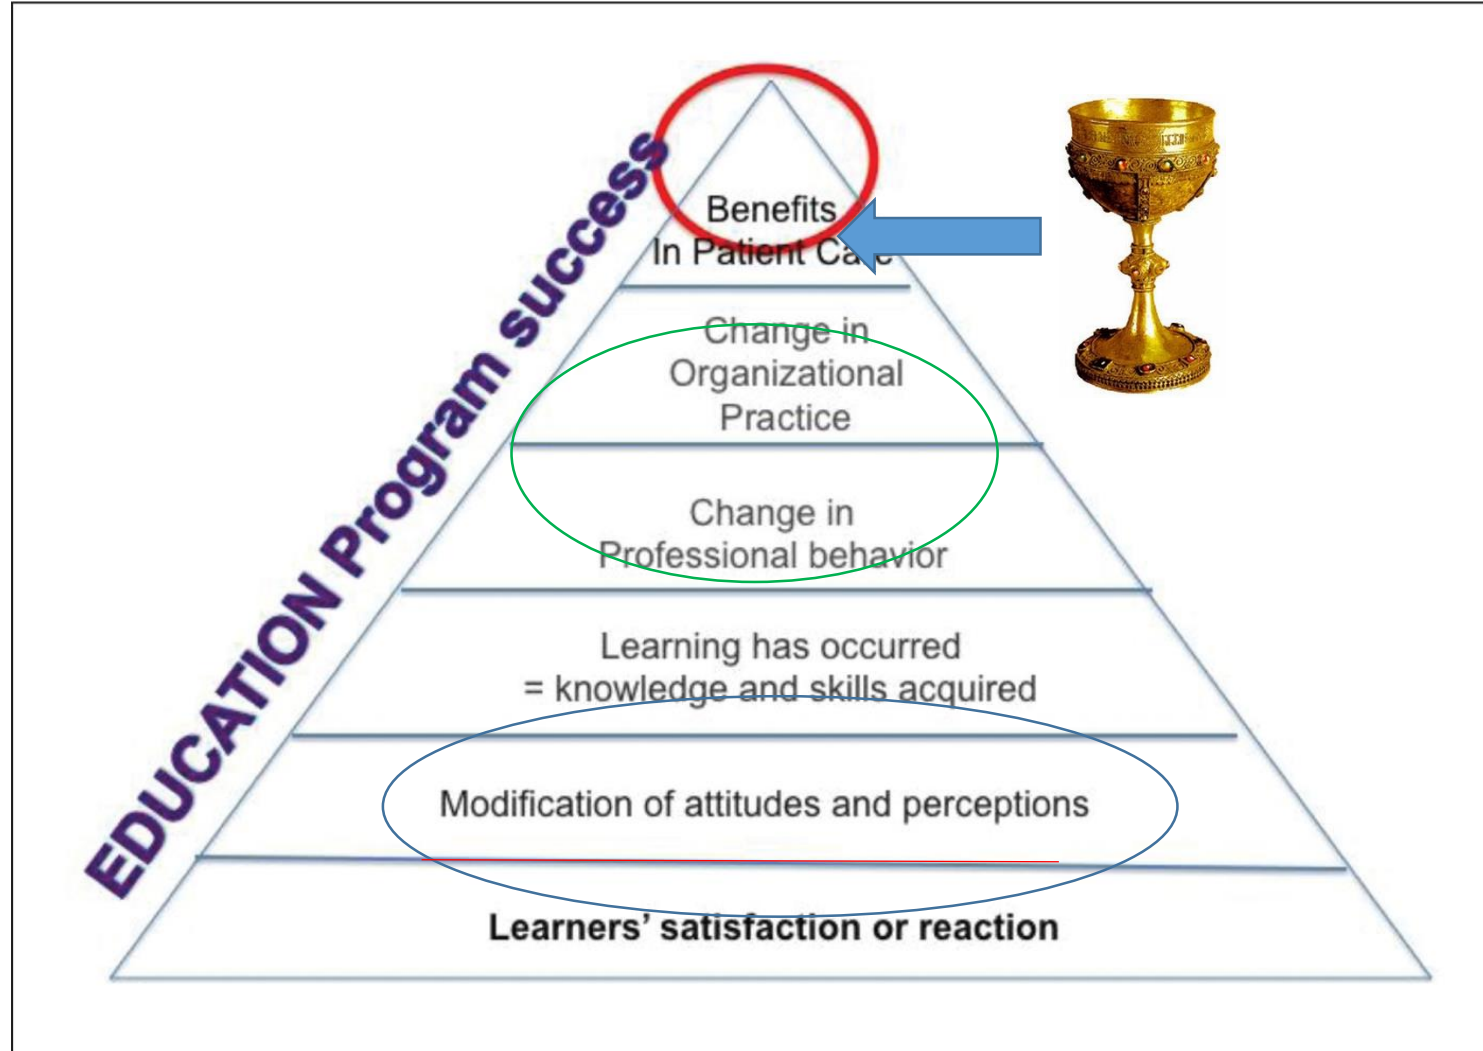 EDUCATION Program success
Benefits
In Patient Care
Change in
Organizational
Practice
Change in
Professional behavior
Learning has occurred
= knowledge and skills acquired
Modification of attitudes and perceptions
Learners’ satisfaction or reaction